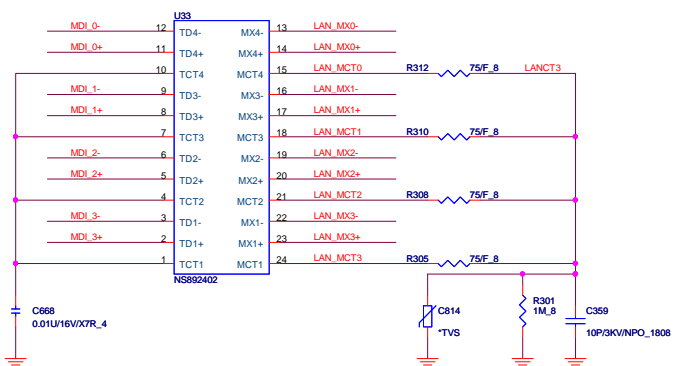 U33
MDI_0- 12 TD4- MX4- 13 LAN_MX0-
MDI_0+ 11 TD4+ MX4+ 14 LAN_MX0+
10 TCT4 MCT4 15 LAN_MCT0 R312 75/F_8 LANCT3
MDI_1- 9 TD3- MX3- 16 LAN_MX1-
MDI_1+ 8 TD3+ MX3+ 17 LAN_MX1+
7 TCT3 MCT3 18 LAN_MCT1 R310 75/F_8
MDI_2- 6 TD2- MX2- 19 LAN_MX2-
MDI_2+ 5 TD2+ MX2+ 20 LAN_MX2+
4 TCT2 MCT2 21 LAN_MCT2 R308 75/F_8
MDI_3- 3 TD1- MX1- 22 LAN_MX3-
MDI_3+ 2 TD1+ MX1+ 23 LAN_MX3+
1 TCT1 MCT1 24 LAN_MCT3 R305 75/F_8
NS892402
C668
0.01U/16V/X7R_4
C814
*TVS
R301
1M_8
C359
10P/3KV/NPO_1808